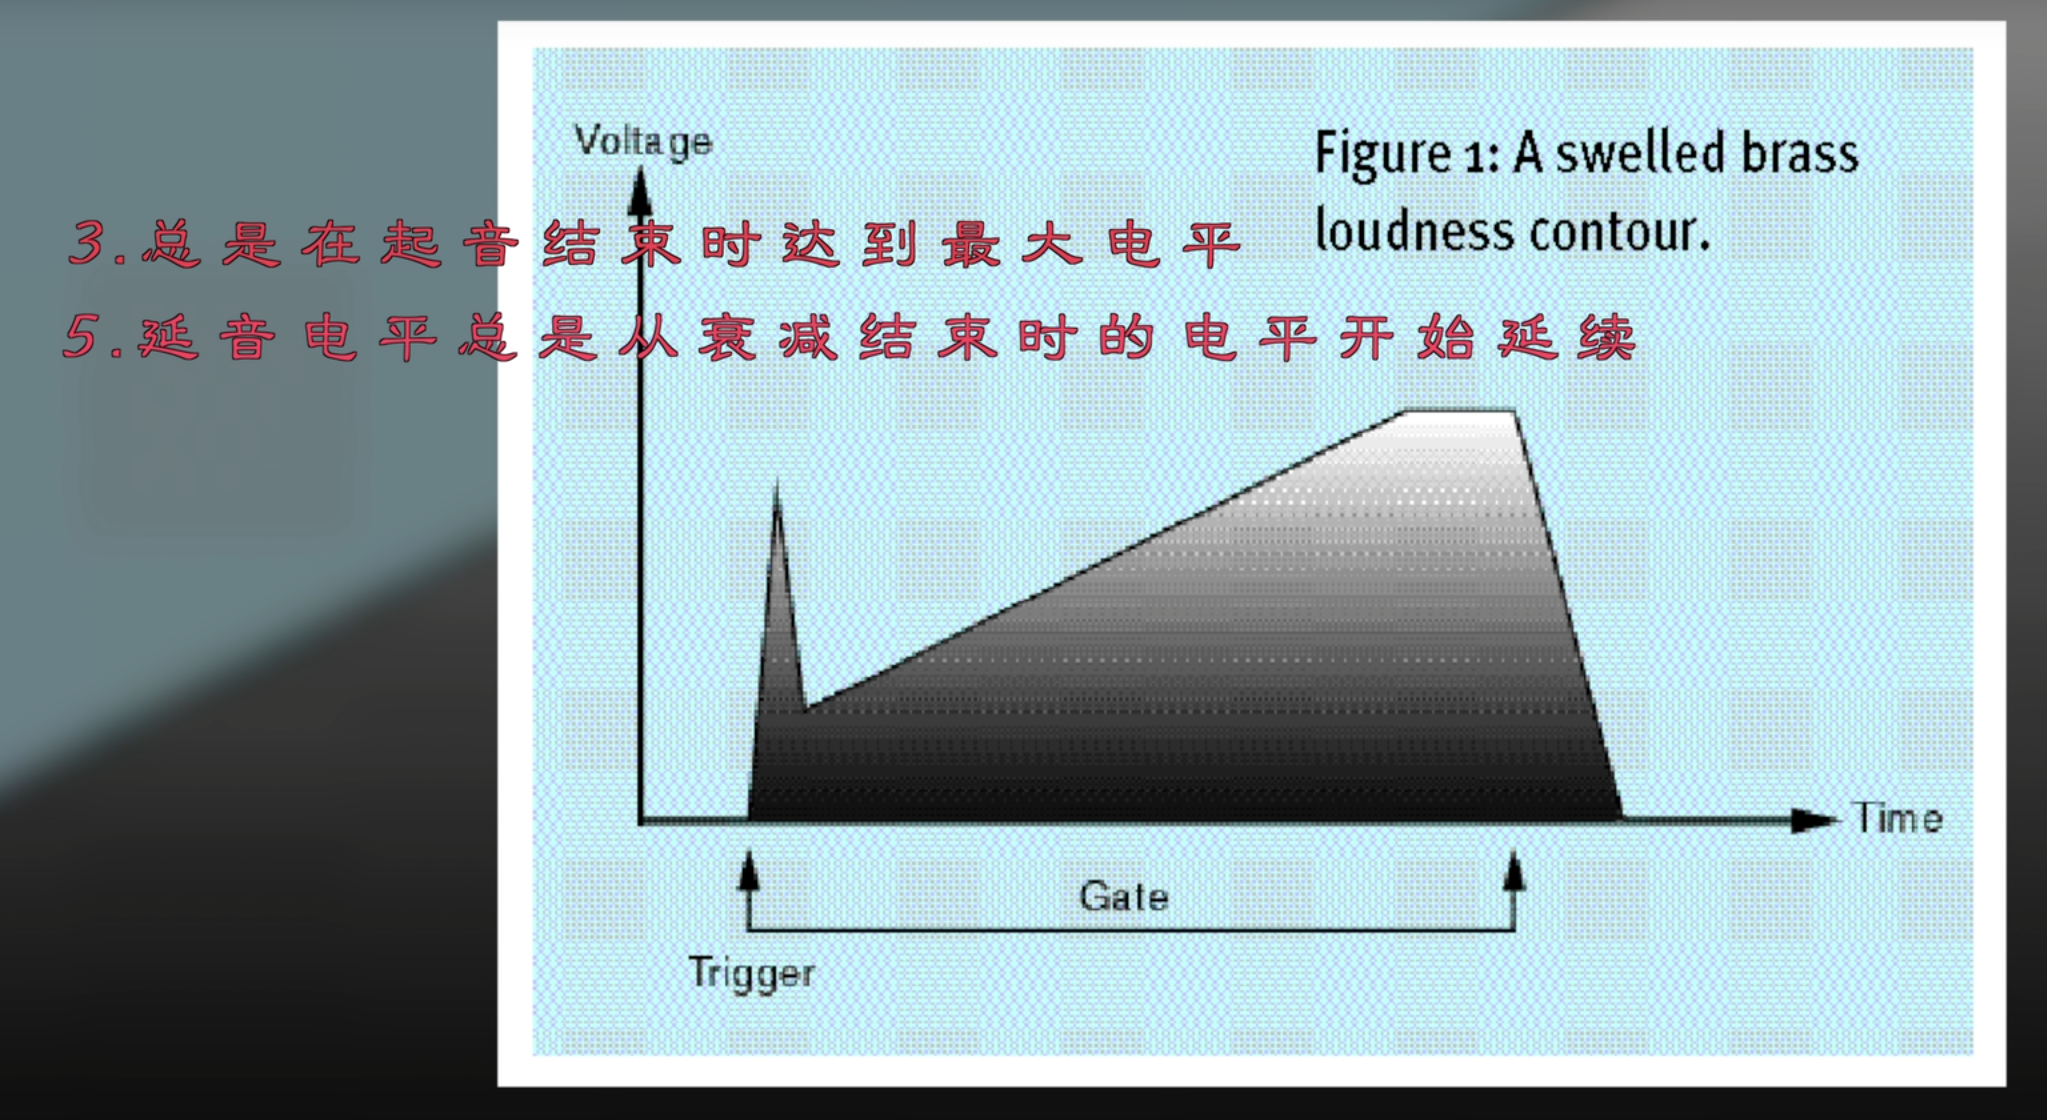 Voltage
Figure 1: A swelled brass
loudness contour.
3.总是在起音结束时达到最大电平
5.延音电平总是从衰减结束时的电平开始延续
Time
Gate
Trigger